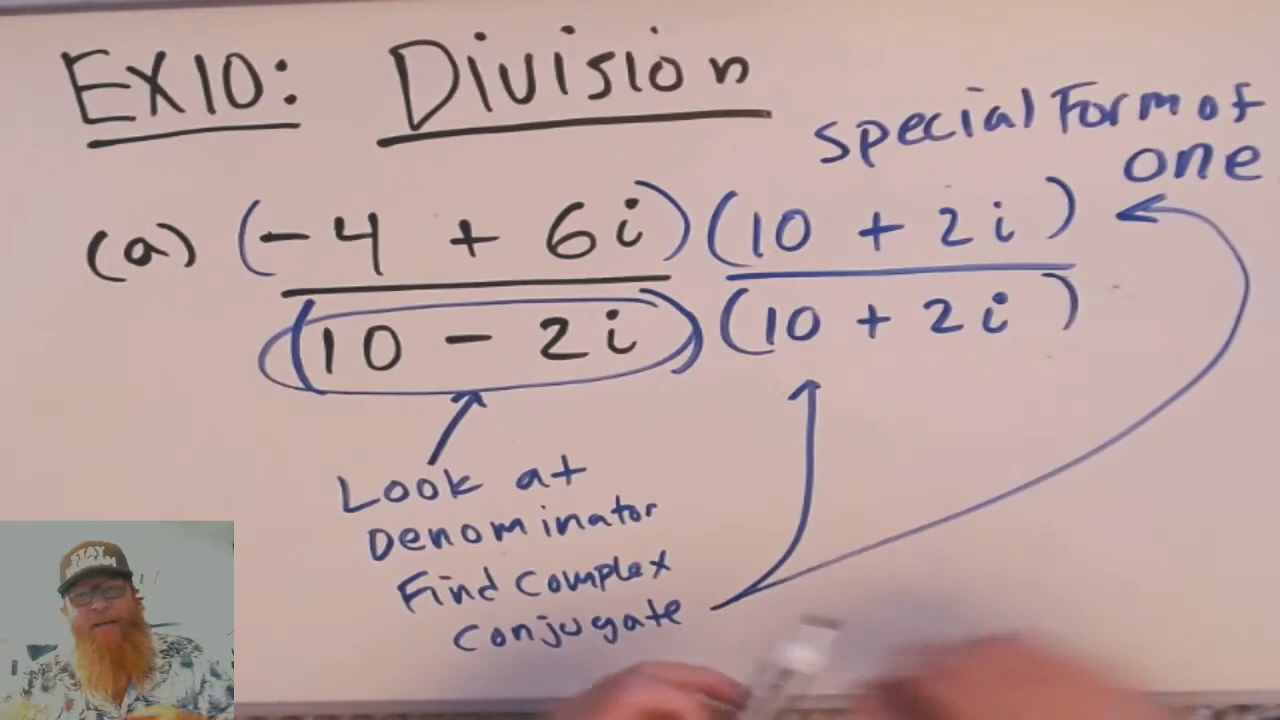 EX10: Division
Special Form of
one
(a) (-4 + 6i)(10 + 2i)
(10 - 2i)(10 + 2i)
Look at
Denominator
Find Complex
Conjugate
STAY